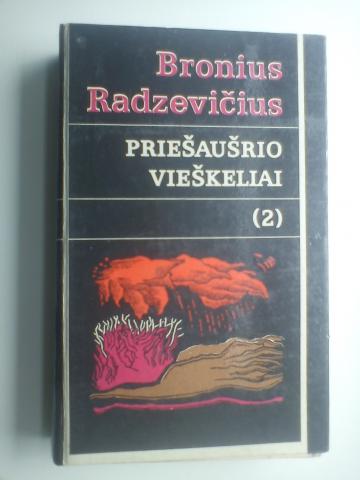 Bronius
Radzevičius
PRIEŠAUŠRIO
VIEŠKELIAI
(2)